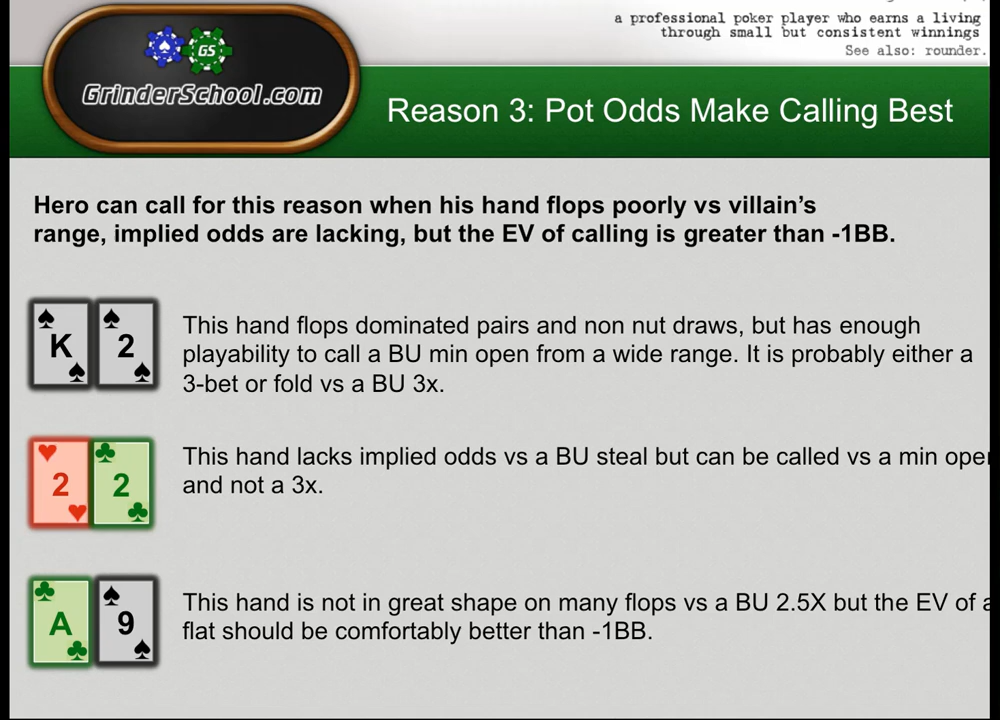 a professional poker player who earns a living
through small but consistent winnings
See also: rounder.
GS
GrinderSchool.com
Reason 3: Pot Odds Make Calling Best
Hero can call for this reason when his hand flops poorly vs villain’s
range, implied odds are lacking, but the EV of calling is greater than -1BB.
K 2
This hand flops dominated pairs and non nut draws, but has enough
playability to call a BU min open from a wide range. It is probably either a
3-bet or fold vs a BU 3x.
2 2
This hand lacks implied odds vs a BU steal but can be called vs a min open
and not a 3x.
A 9
This hand is not in great shape on many flops vs a BU 2.5X but the EV of a
flat should be comfortably better than -1BB.